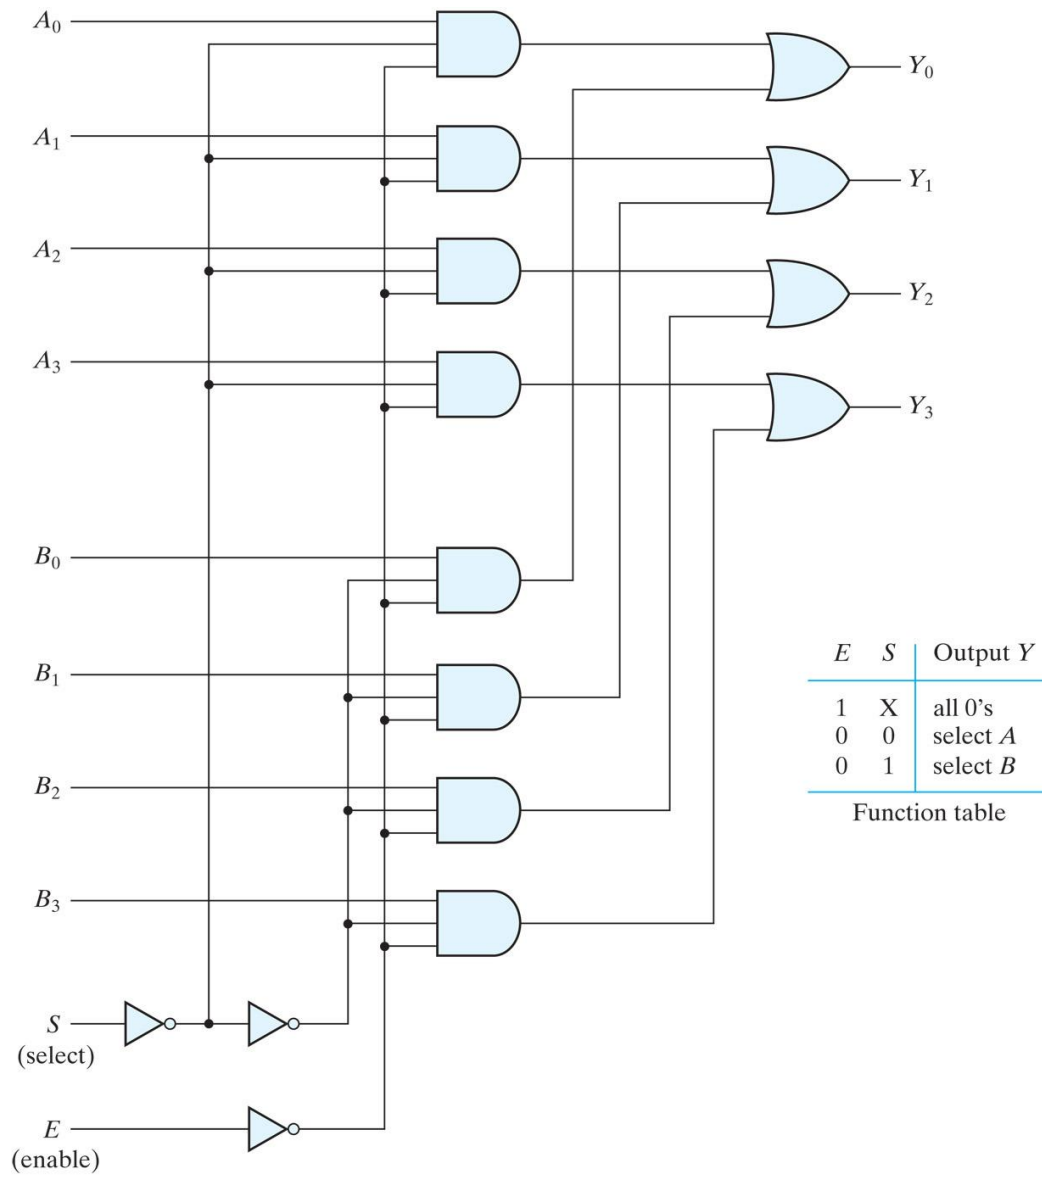 A₀
Y₀
A₁
Y₁
A₂
Y₂
A₃
Y₃
B₀
B₁
B₂
B₃
S
(select)
E
(enable)
E S Output Y
1 X all 0's
0 0 select A
0 1 select B
Function table